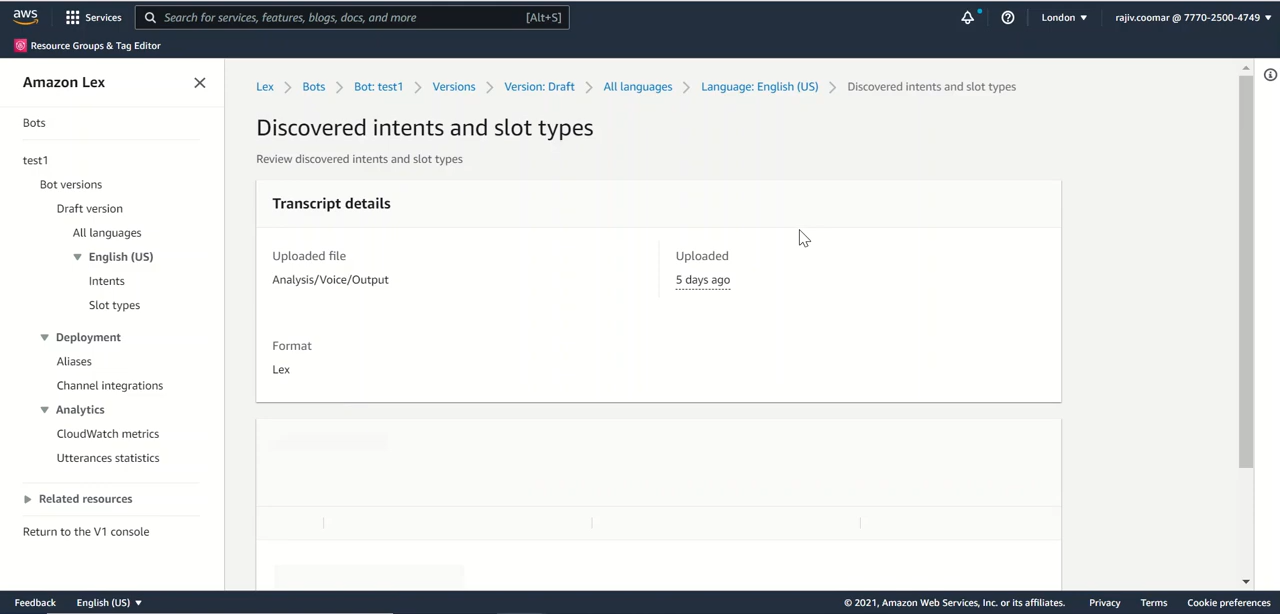 aws Services Search for services, features, blogs, docs, and more [Alt+S] London rajiv.coomar @ 7770-2500-4749
Resource Groups & Tag Editor
Amazon Lex
Bots
test1
Bot versions
Draft version
All languages
English (US)
Intents
Slot types
Deployment
Aliases
Channel integrations
Analytics
CloudWatch metrics
Utterances statistics
Related resources
Return to the V1 console
Lex Bots Bot: test1 Versions Version: Draft All languages Language: English (US) Discovered intents and slot types
Discovered intents and slot types
Review discovered intents and slot types
Transcript details
Uploaded file
Analysis/Voice/Output
Uploaded
5 days ago
Format
Lex
Feedback English (US) © 2021, Amazon Web Services, Inc. or its affiliates. Privacy Terms Cookie preferences